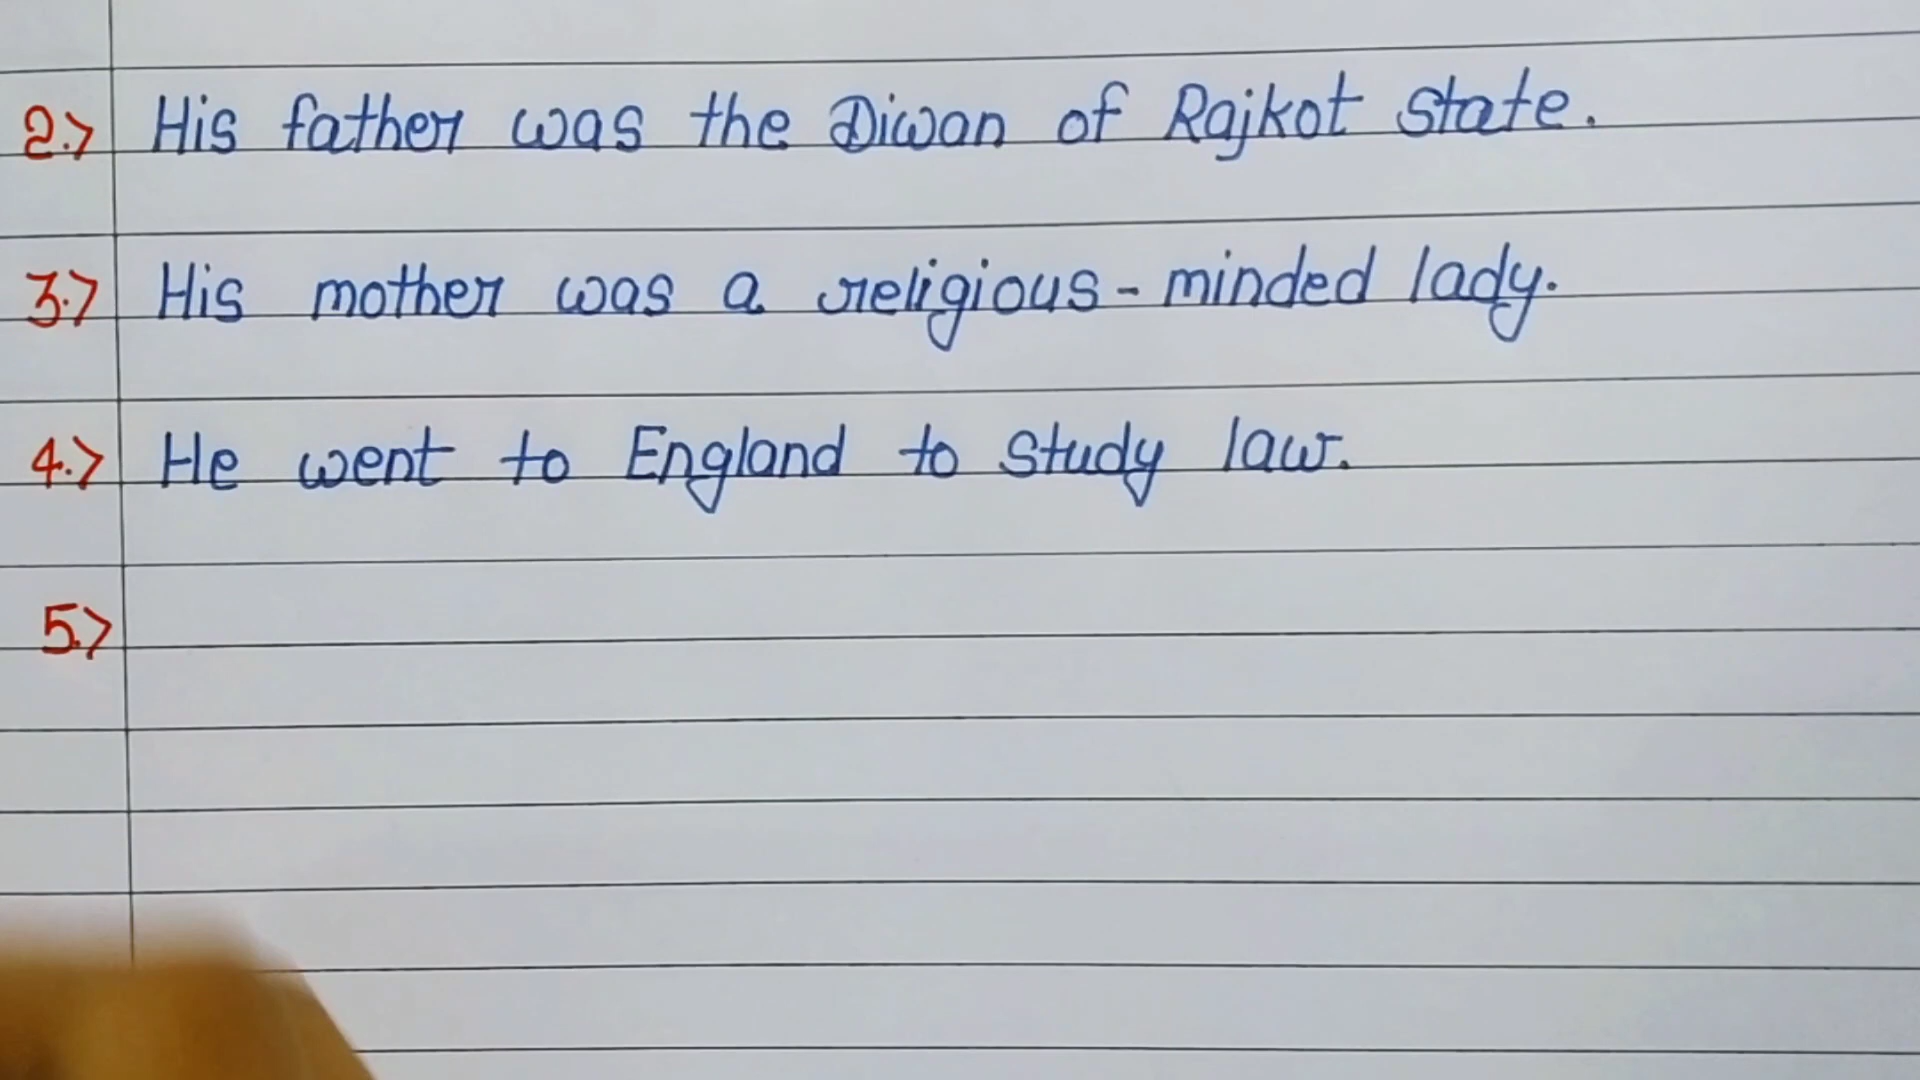 2.> His father was the Diwan of Rajkot state.
3.> His mother was a religious-minded lady.
4.> He went to England to study law.
5.>